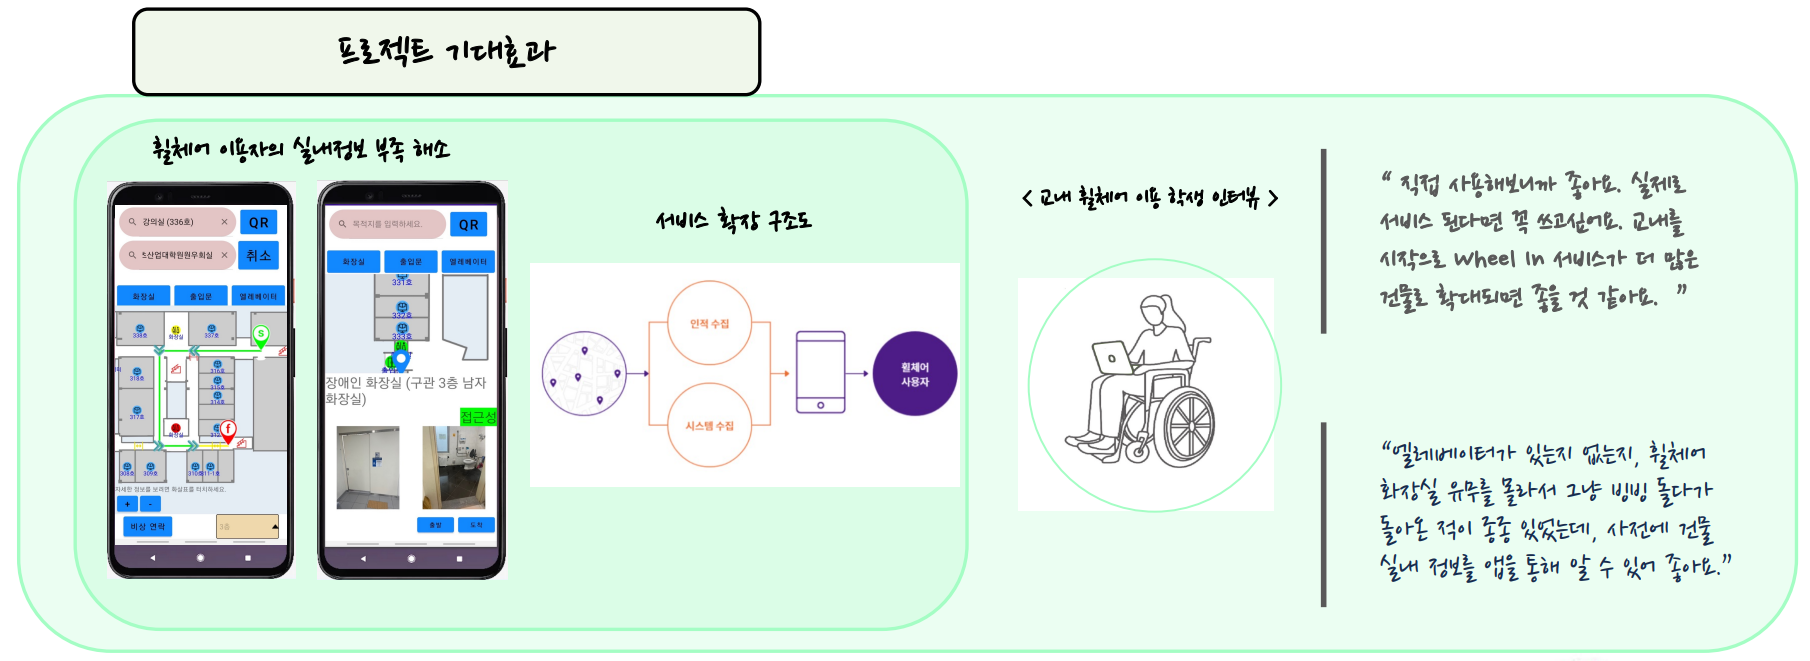 프로젝트 기대효과
휠체어 이용자의 실내정보 부족 해소
강의실 (336호)
QR
산업대학원원우회실
취소
화장실
출입문
엘레베이터
338호
화장실
337호
S
318호
316호
315호
314호
317호
312
f
화장실
308호
309호
310호
311-1호
자세한 정보를 보려면 화살표를 터치하세요.
+
-
비상 연락
3층
목적지를 입력하세요.
QR
화장실
출입문
엘레베이터
331호
332호
333호
장애인 화장실 (구관 3층 남자
화장실)
접근성
출발
도착
서비스 확장 구조도
인적 수집
시스템 수집
휠체어
사용자
< 교내 휠체어 이용 학생 인터뷰 >
“ 직접 사용해보니까 좋아요. 실제로
서비스 된다면 꼭 쓰고싶어요. 교내를
시작으로 Wheel In 서비스가 더 많은
건물로 확대되면 좋을 것 같아요. ”
“엘레베이터가 있는지 없는지, 휠체어
화장실 유무를 몰라서 그냥 빙빙 돌다가
돌아온 적이 종종 있었는데, 사전에 건물
실내 정보를 앱을 통해 알 수 있어 좋아요.”